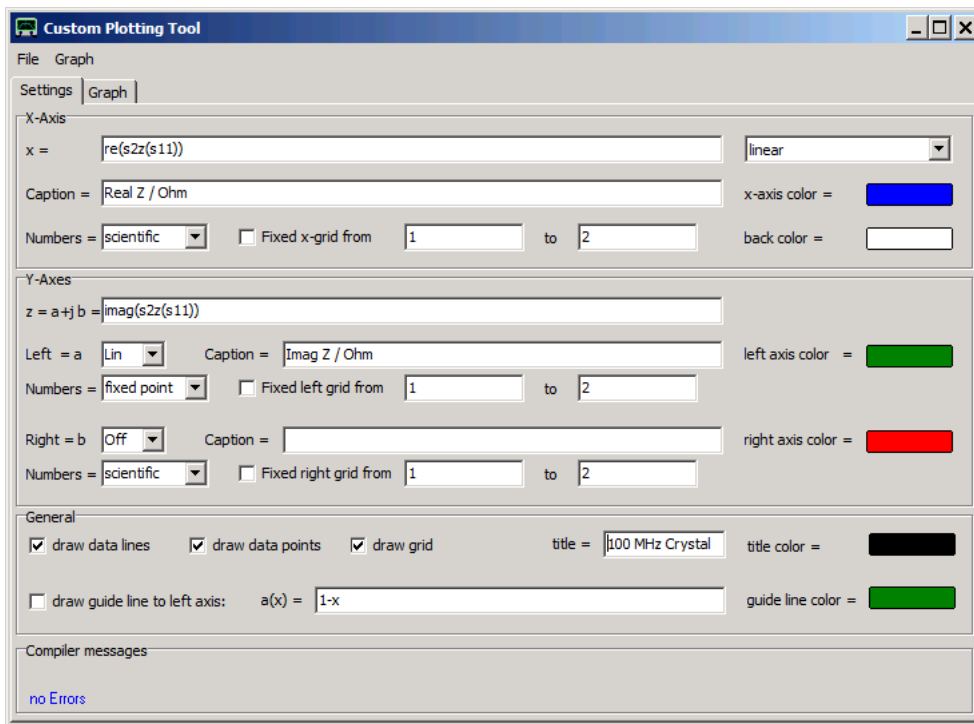 Custom Plotting Tool
File Graph
Settings Graph
X-Axis
x = re(s2z(s11)) linear
Caption = Real Z / Ohm x-axis color =
Numbers = scientific Fixed x-grid from 1 to 2 back color =
Y-Axes
z = a+j b = imag(s2z(s11))
Left = a Lin Caption = Imag Z / Ohm left axis color =
Numbers = fixed point Fixed left grid from 1 to 2
Right = b Off Caption = right axis color =
Numbers = scientific Fixed right grid from 1 to 2
General
draw data lines draw data points draw grid title = 100 MHz Crystal title color =
draw guide line to left axis: a(x) = 1-x guide line color =
Compiler messages
no Errors